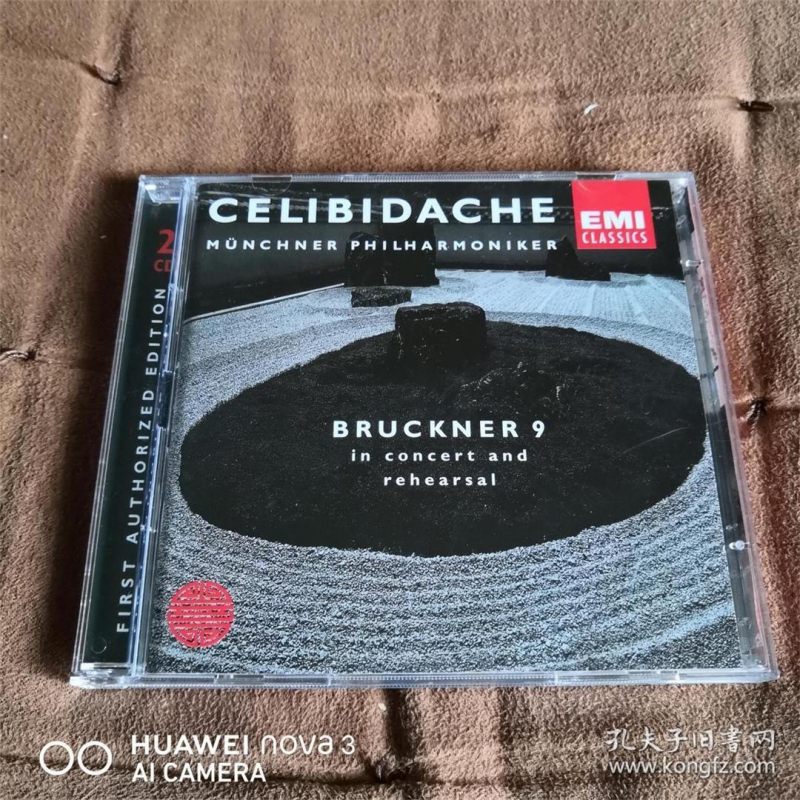 CELIBIDACHE
MÜNCHNER PHILHARMONIKER
EMI
CLASSICS
2
CD
FIRST AUTHORIZED EDITION
BRUCKNER 9
in concert and
rehearsal
HUAWEI nova 3
AI CAMERA
孔夫子旧書网
www.kongfz.com